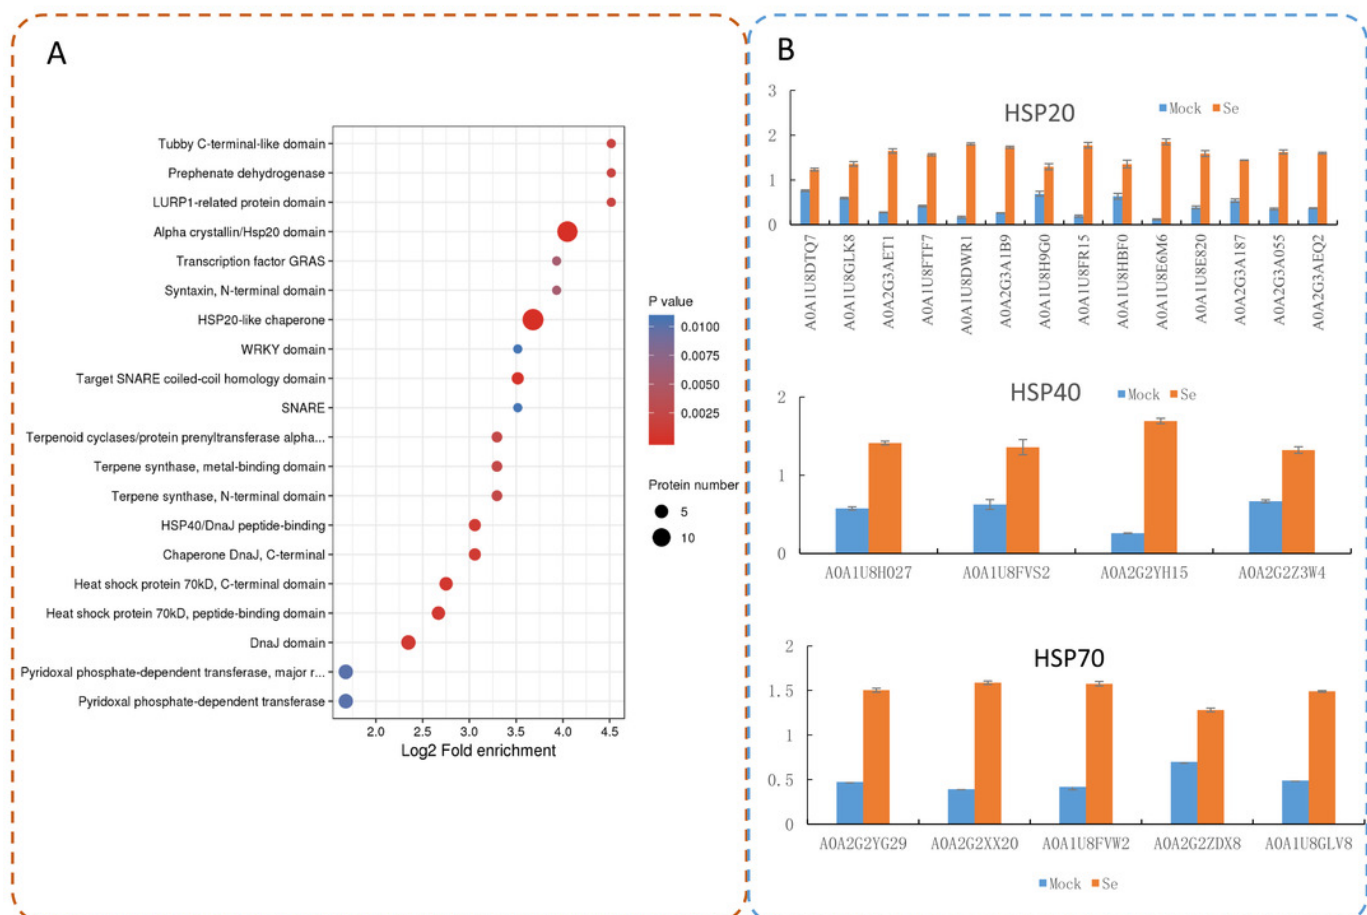 A
Tubby C-terminal-like domain
Prephenate dehydrogenase
LURP1-related protein domain
Alpha crystallin/Hsp20 domain
Transcription factor GRAS
Syntaxin, N-terminal domain
HSP20-like chaperone
WRKY domain
Target SNARE coiled-coil homology domain
SNARE
Terpenoid cyclases/protein prenyltransferase alpha...
Terpene synthase, metal-binding domain
Terpene synthase, N-terminal domain
HSP40/DnaJ peptide-binding
Chaperone DnaJ, C-terminal
Heat shock protein 70kD, C-terminal domain
Heat shock protein 70kD, peptide-binding domain
DnaJ domain
Pyridoxal phosphate-dependent transferase, major r...
Pyridoxal phosphate-dependent transferase
2.0 2.5 3.0 3.5 4.0 4.5
Log2 Fold enrichment
P value
0.0100
0.0075
0.0050
0.0025
Protein number
5
10
B
HSP20
Mock Se
3
2
1
0
A0A1U8DTQ7
A0A1U8GLK8
A0A2G3AET1
A0A1U8FTF7
A0A1U8DWR1
A0A2G3A1B9
A0A1U8H9G0
A0A1U8FR15
A0A1U8HBF0
A0A1U8E6M6
A0A1U8E820
A0A2G3A187
A0A2G3A055
A0A2G3AEQ2
HSP40
Mock Se
2
1
0
A0A1U8H027 A0A1U8FVS2 A0A2G2YH15 A0A2G2Z3W4
HSP70
2
1.5
1
0.5
0
A0A2G2YG29 A0A2G2XX20 A0A1U8FVW2 A0A2G2ZDX8 A0A1U8GLV8
Mock Se